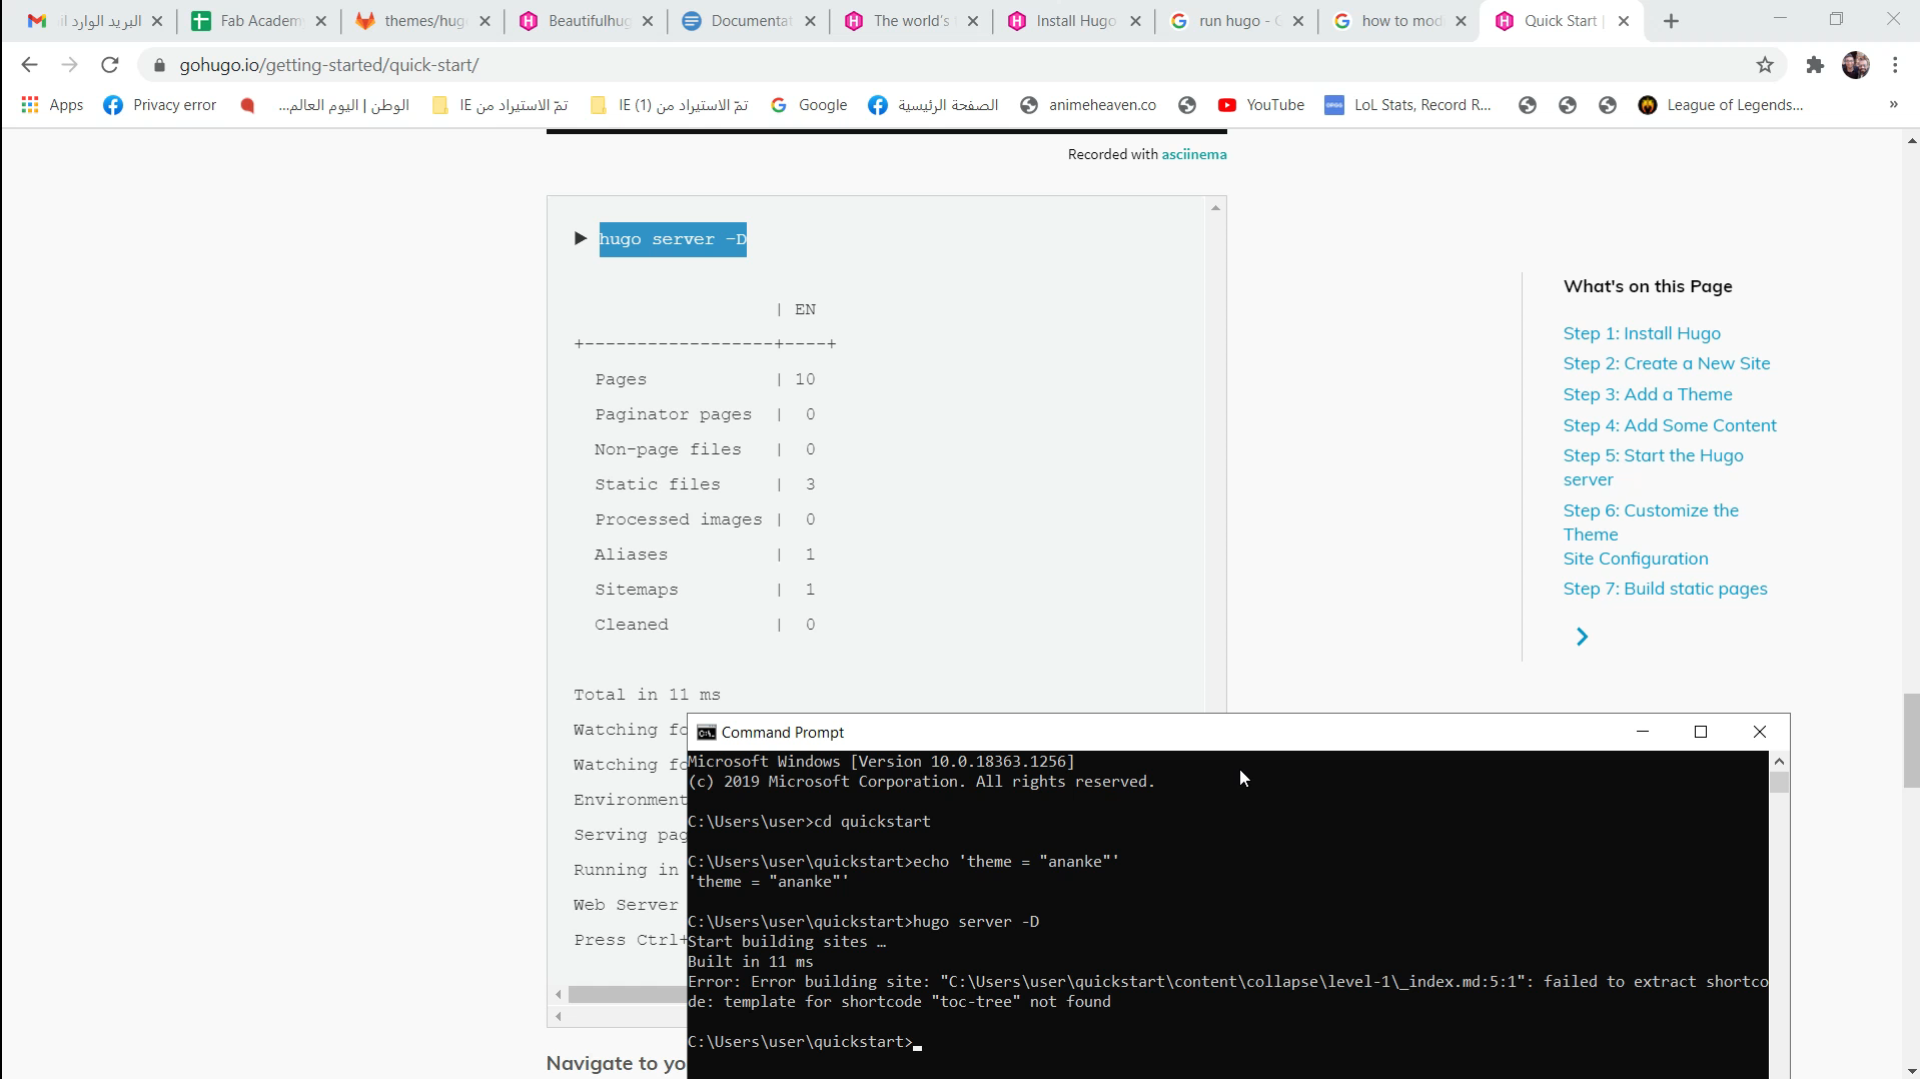 البريد الوارد
Fab Academ
themes/hug
Beautifulhug
Documentat
The world's
Install Hugo
run hugo -
how to mod
Quick Start |
gohugo.io/getting-started/quick-start/
Apps
Privacy error
الوطن | اليوم العالم...
تمّ الاستيراد من IE
تمّ الاستيراد من IE (1)
Google
الصفحة الرئيسية
animeheaven.co
YouTube
LoL Stats, Record R...
League of Legends...
»
Recorded with asciinema
hugo server -D
| EN
+------------------+----+
Pages | 10
Paginator pages | 0
Non-page files | 0
Static files | 3
Processed images | 0
Aliases | 1
Sitemaps | 1
Cleaned | 0
Total in 11 ms
Watching fo
Watching fo
Environment
Serving pag
Running in
Web Server
Press Ctrl+
Navigate to yo
What's on this Page
Step 1: Install Hugo
Step 2: Create a New Site
Step 3: Add a Theme
Step 4: Add Some Content
Step 5: Start the Hugo
server
Step 6: Customize the
Theme
Site Configuration
Step 7: Build static pages
Command Prompt
Microsoft Windows [Version 10.0.18363.1256]
(c) 2019 Microsoft Corporation. All rights reserved.
C:\Users\user>cd quickstart
C:\Users\user\quickstart>echo 'theme = "ananke"'
'theme = "ananke"'
C:\Users\user\quickstart>hugo server -D
Start building sites …
Built in 11 ms
Error: Error building site: "C:\Users\user\quickstart\content\collapse\level-1\_index.md:5:1": failed to extract shortco
de: template for shortcode "toc-tree" not found
C:\Users\user\quickstart>